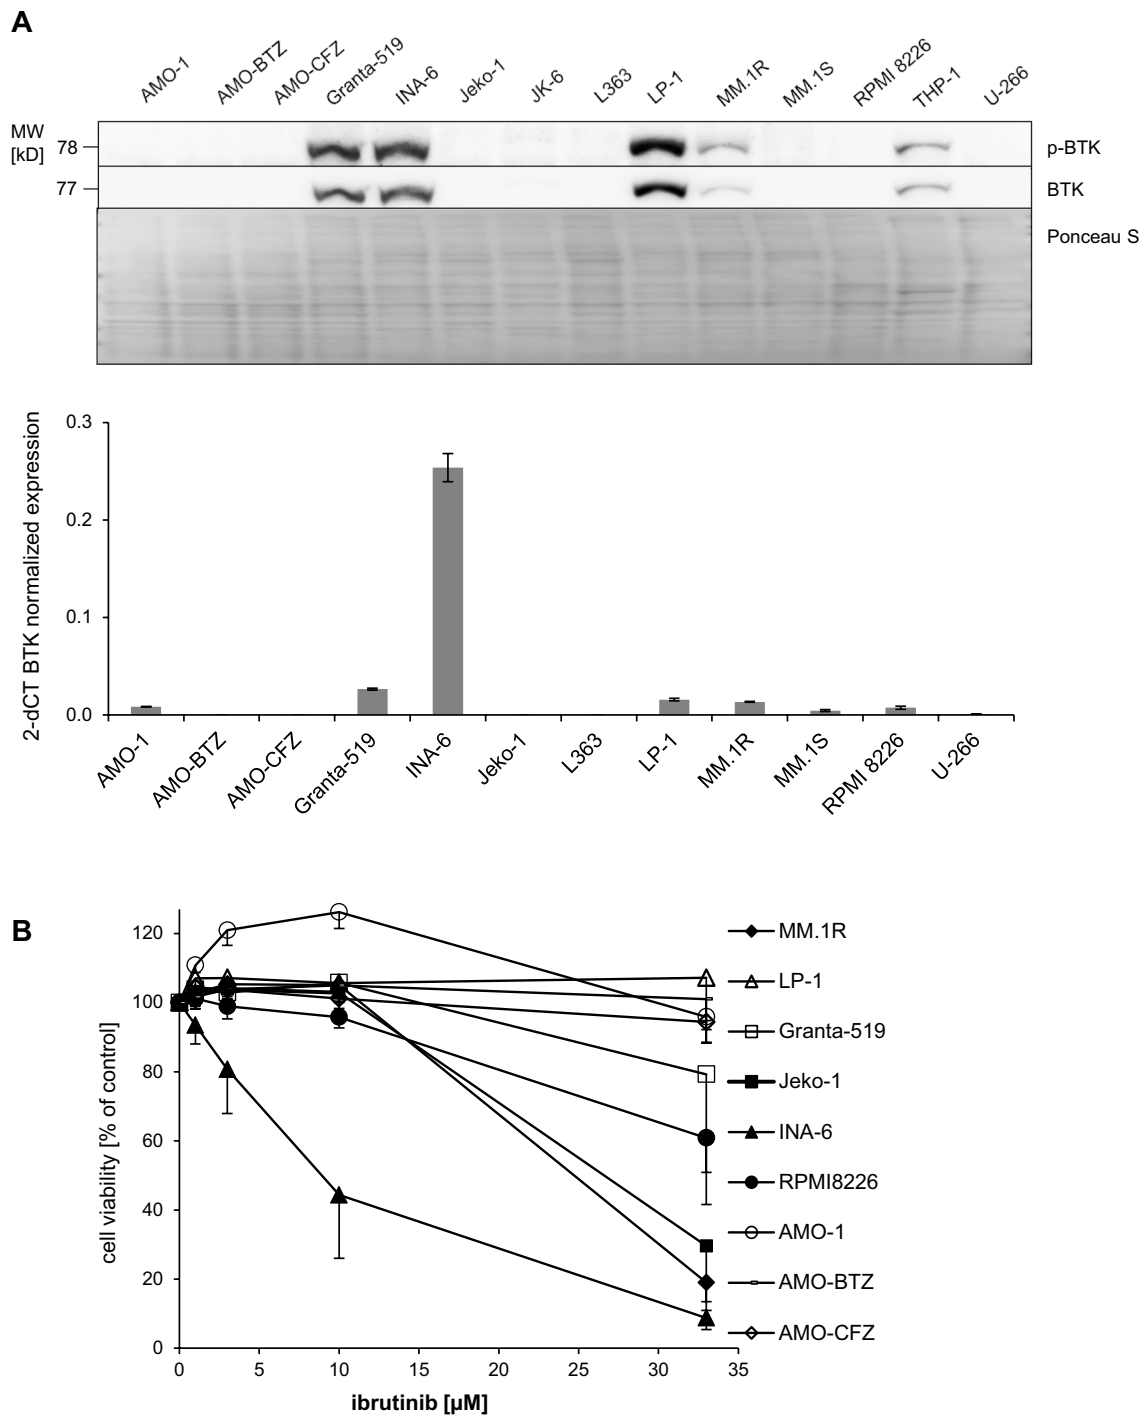 A
AMO-1 AMO-BTZ AMO-CFZ Granta-519 INA-6 Jeko-1 JK-6 L363 LP-1 MM.1R MM.1S RPMI 8226 THP-1 U-266
MW
[kD]
78
p-BTK
77
BTK
Ponceau S
2-dCT BTK normalized expression
0.3
0.2
0.1
0.0
AMO-1 AMO-BTZ AMO-CFZ Granta-519 INA-6 Jeko-1 L363 LP-1 MM.1R MM.1S RPMI 8226 U-266
B
cell viability [% of control]
120
100
80
60
40
20
0
0 5 10 15 20 25 30 35
ibrutinib [µM]
MM.1R
LP-1
Granta-519
Jeko-1
INA-6
RPMI8226
AMO-1
AMO-BTZ
AMO-CFZ